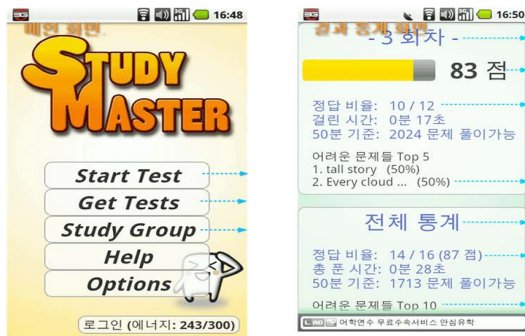 16:48
메인 화면
STUDY
MASTER
Start Test
Get Tests
Study Group
Help
Options
로그인 (에너지: 243/300)
16:50
결과 통계 화면
- 3 회차 -
83 점
정답 비율: 10 / 12
걸린 시간: 0분 17초
50분 기준: 2024 문제 풀이가능
어려운 문제들 Top 5
1. tall story (50%)
2. Every cloud ... (50%)
전체 통계
정답 비율: 14 / 16 (87 점)
총 푼 시간: 0분 28초
50분 기준: 1713 문제 풀이가능
어려운 문제들 Top 10
어학연수 무료수속서비스 안심유학